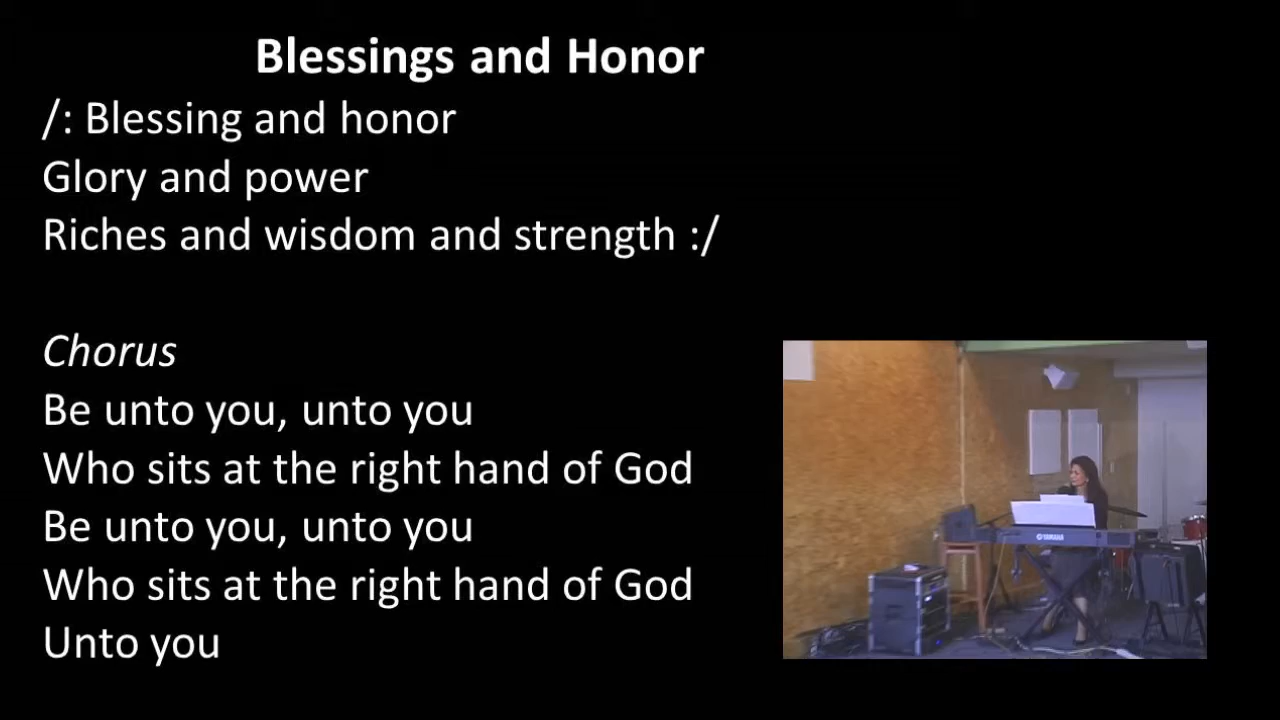 Blessings and Honor
/: Blessing and honor
Glory and power
Riches and wisdom and strength :/
Chorus
Be unto you, unto you
Who sits at the right hand of God
Be unto you, unto you
Who sits at the right hand of God
Unto you
YAMAHA